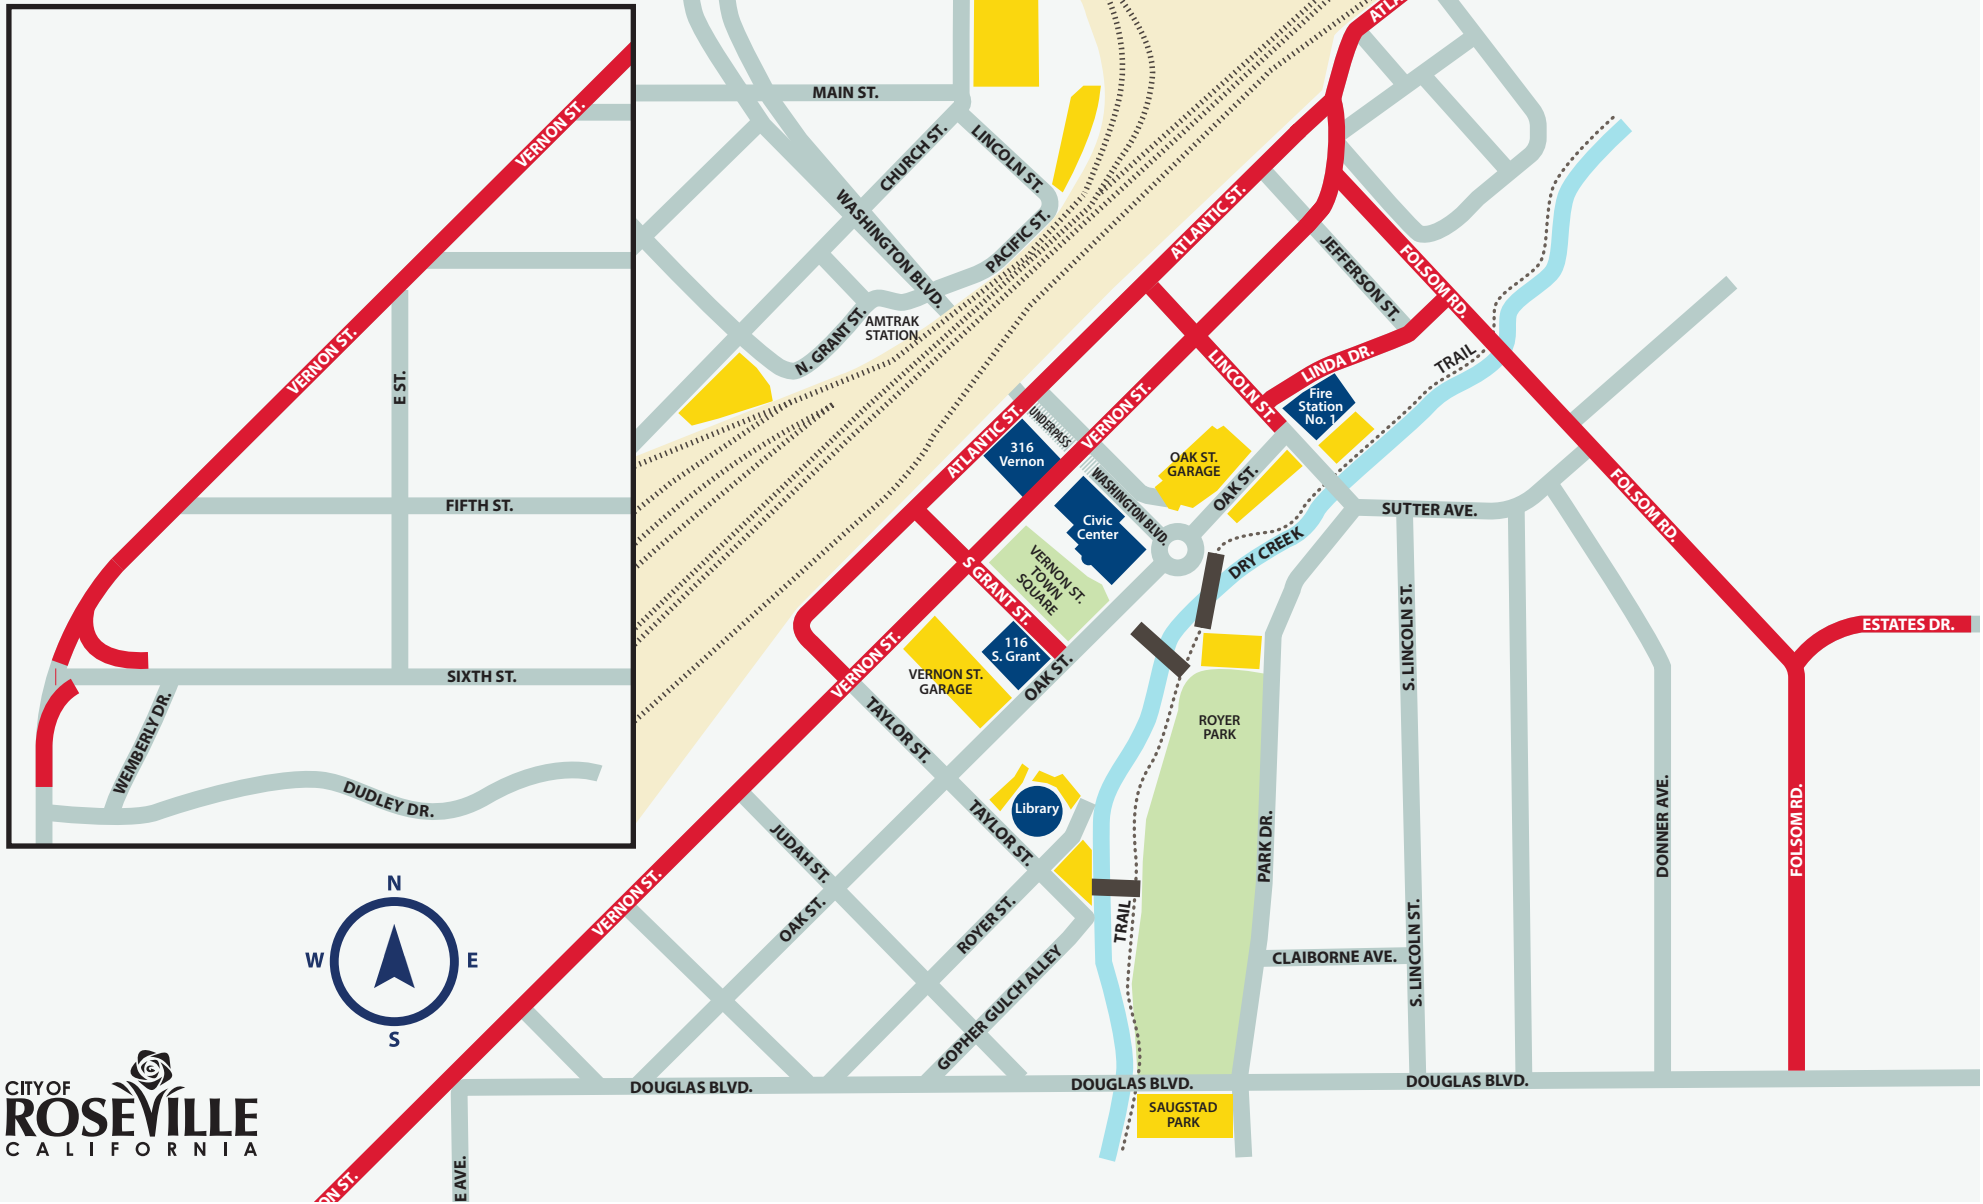 VERNON ST.
VERNON ST.
E ST.
FIFTH ST.
SIXTH ST.
WEMBERLY DR.
DUDLEY DR.
MAIN ST.
CHURCH ST.
LINCOLN ST.
WASHINGTON BLVD.
PACIFIC ST.
N. GRANT ST.
AMTRAK
STATION
ATLANTIC ST.
JEFFERSON ST.
FOLSOM RD.
LINCOLN ST.
LINDA DR.
TRAIL
Fire
Station
No. 1
UNDERPASS
VERNON ST.
ATLANTIC ST.
316
Vernon
WASHINGTON BLVD.
OAK ST.
GARAGE
OAK ST.
Civic
Center
SUTTER AVE.
FOLSOM RD.
DRY CREEK
VERNON ST.
TOWN
SQUARE
S GRANT ST.
116
S. Grant
VERNON ST.
GARAGE
OAK ST.
VERNON ST.
TAYLOR ST.
S. LINCOLN ST.
ESTATES DR.
ROYER
PARK
Library
TAYLOR ST.
JUDAH ST.
OAK ST.
VERNON ST.
ROYER ST.
TRAIL
PARK DR.
DONNER AVE.
FOLSOM RD.
CLAIBORNE AVE.
S. LINCOLN ST.
GOPHER GULCH ALLEY
DOUGLAS BLVD.
DOUGLAS BLVD.
DOUGLAS BLVD.
SAUGSTAD
PARK
N
W
E
S
CITY OF
ROSEVILLE
CALIFORNIA